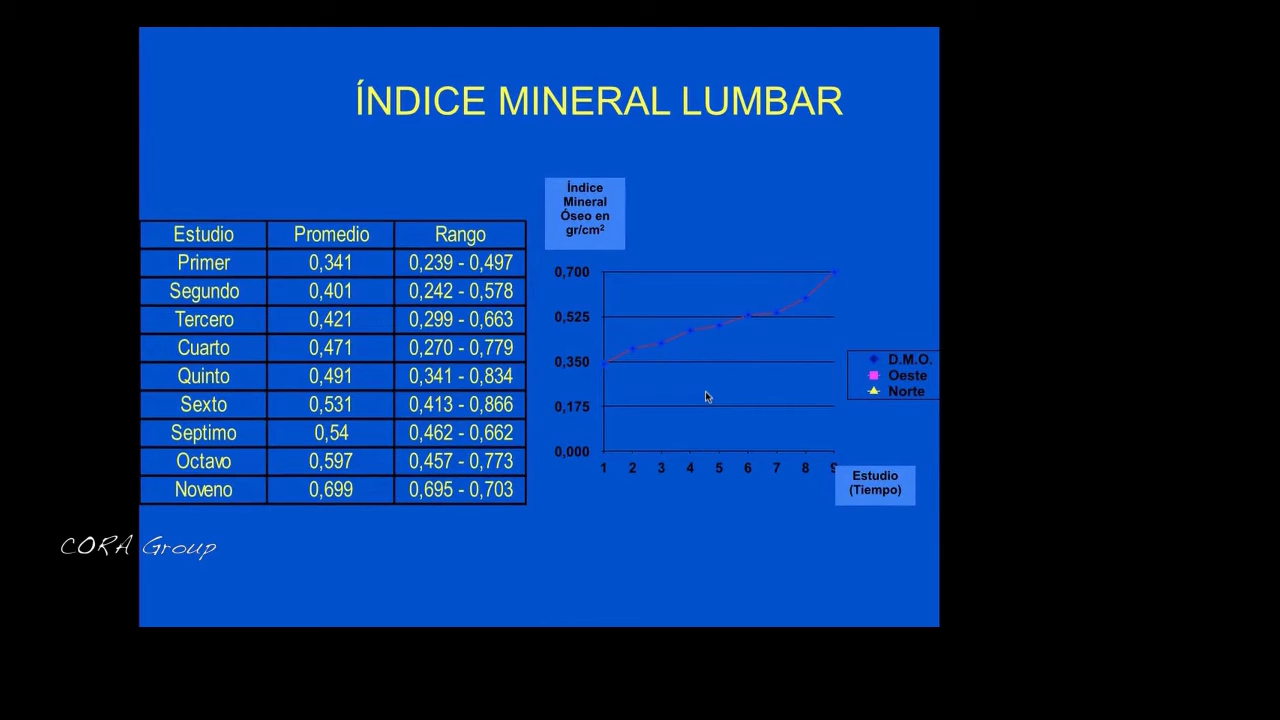 ÍNDICE MINERAL LUMBAR
Estudio Promedio Rango
Primer 0,341 0,239 - 0,497
Segundo 0,401 0,242 - 0,578
Tercero 0,421 0,299 - 0,663
Cuarto 0,471 0,270 - 0,779
Quinto 0,491 0,341 - 0,834
Sexto 0,531 0,413 - 0,866
Septimo 0,54 0,462 - 0,662
Octavo 0,597 0,457 - 0,773
Noveno 0,699 0,695 - 0,703
Índice
Mineral
Óseo en
gr/cm²
0,700
0,525
0,350
0,175
0,000
1 2 3 4 5 6 7 8 9
D.M.O.
Oeste
Norte
Estudio
(Tiempo)
CORA Group